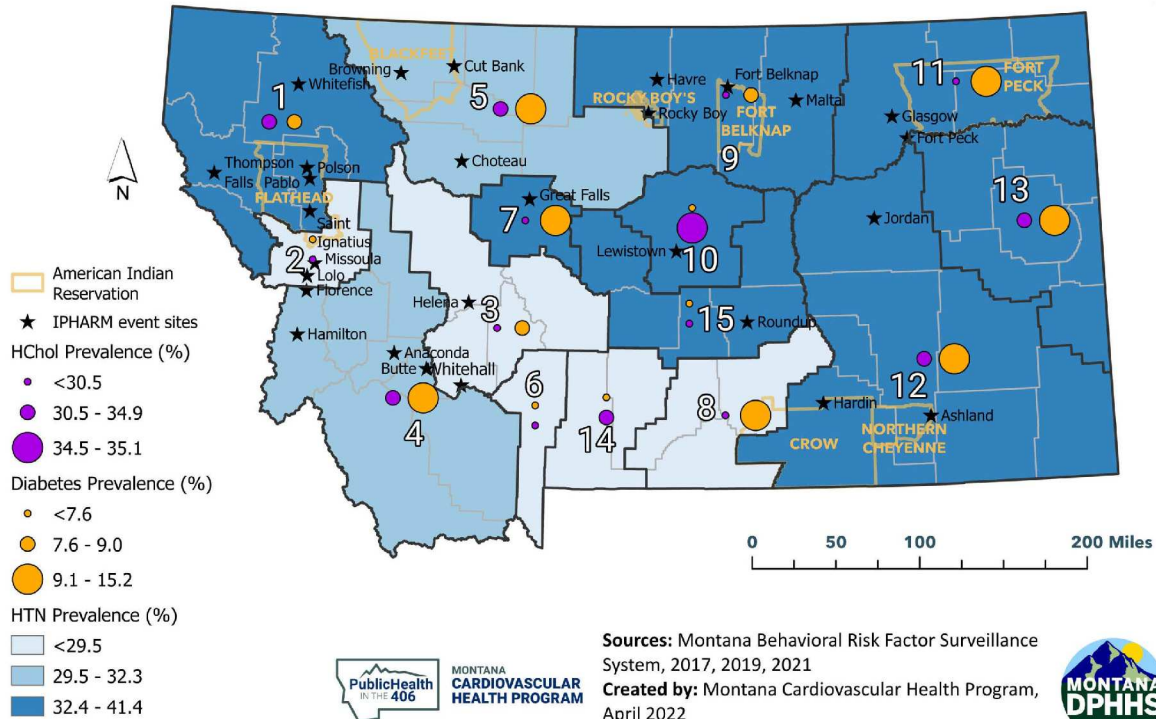 BLACKFEET
Browning
Cut Bank
Whitefish
1
5
Havre
Fort Belknap
11
FORT
PECK
ROCKY BOY'S
Rocky Boy
FORT
BELKNAP
Malta
Glasgow
Fort Peck
N
Thompson
Falls
Polson
Pablo
FLATHEAD
Choteau
9
Great Falls
7
13
Saint
Ignatius
Missoula
2
Lolo
Florence
Lewistown
10
Jordan
Helena
3
15
Roundup
Hamilton
Anaconda
Butte
Whitehall
4
6
14
8
12
Hardin
Ashland
CROW
NORTHERN
CHEYENNE
American Indian
Reservation
IPHARM event sites
HChol Prevalence (%)
<30.5
30.5 - 34.9
34.5 - 35.1
Diabetes Prevalence (%)
<7.6
7.6 - 9.0
9.1 - 15.2
HTN Prevalence (%)
<29.5
29.5 - 32.3
32.4 - 41.4
0 50 100 200 Miles
PublicHealth
IN THE 406
MONTANA
CARDIOVASCULAR
HEALTH PROGRAM
Sources: Montana Behavioral Risk Factor Surveillance
System, 2017, 2019, 2021
Created by: Montana Cardiovascular Health Program,
April 2022
MONTANA
DPHHS